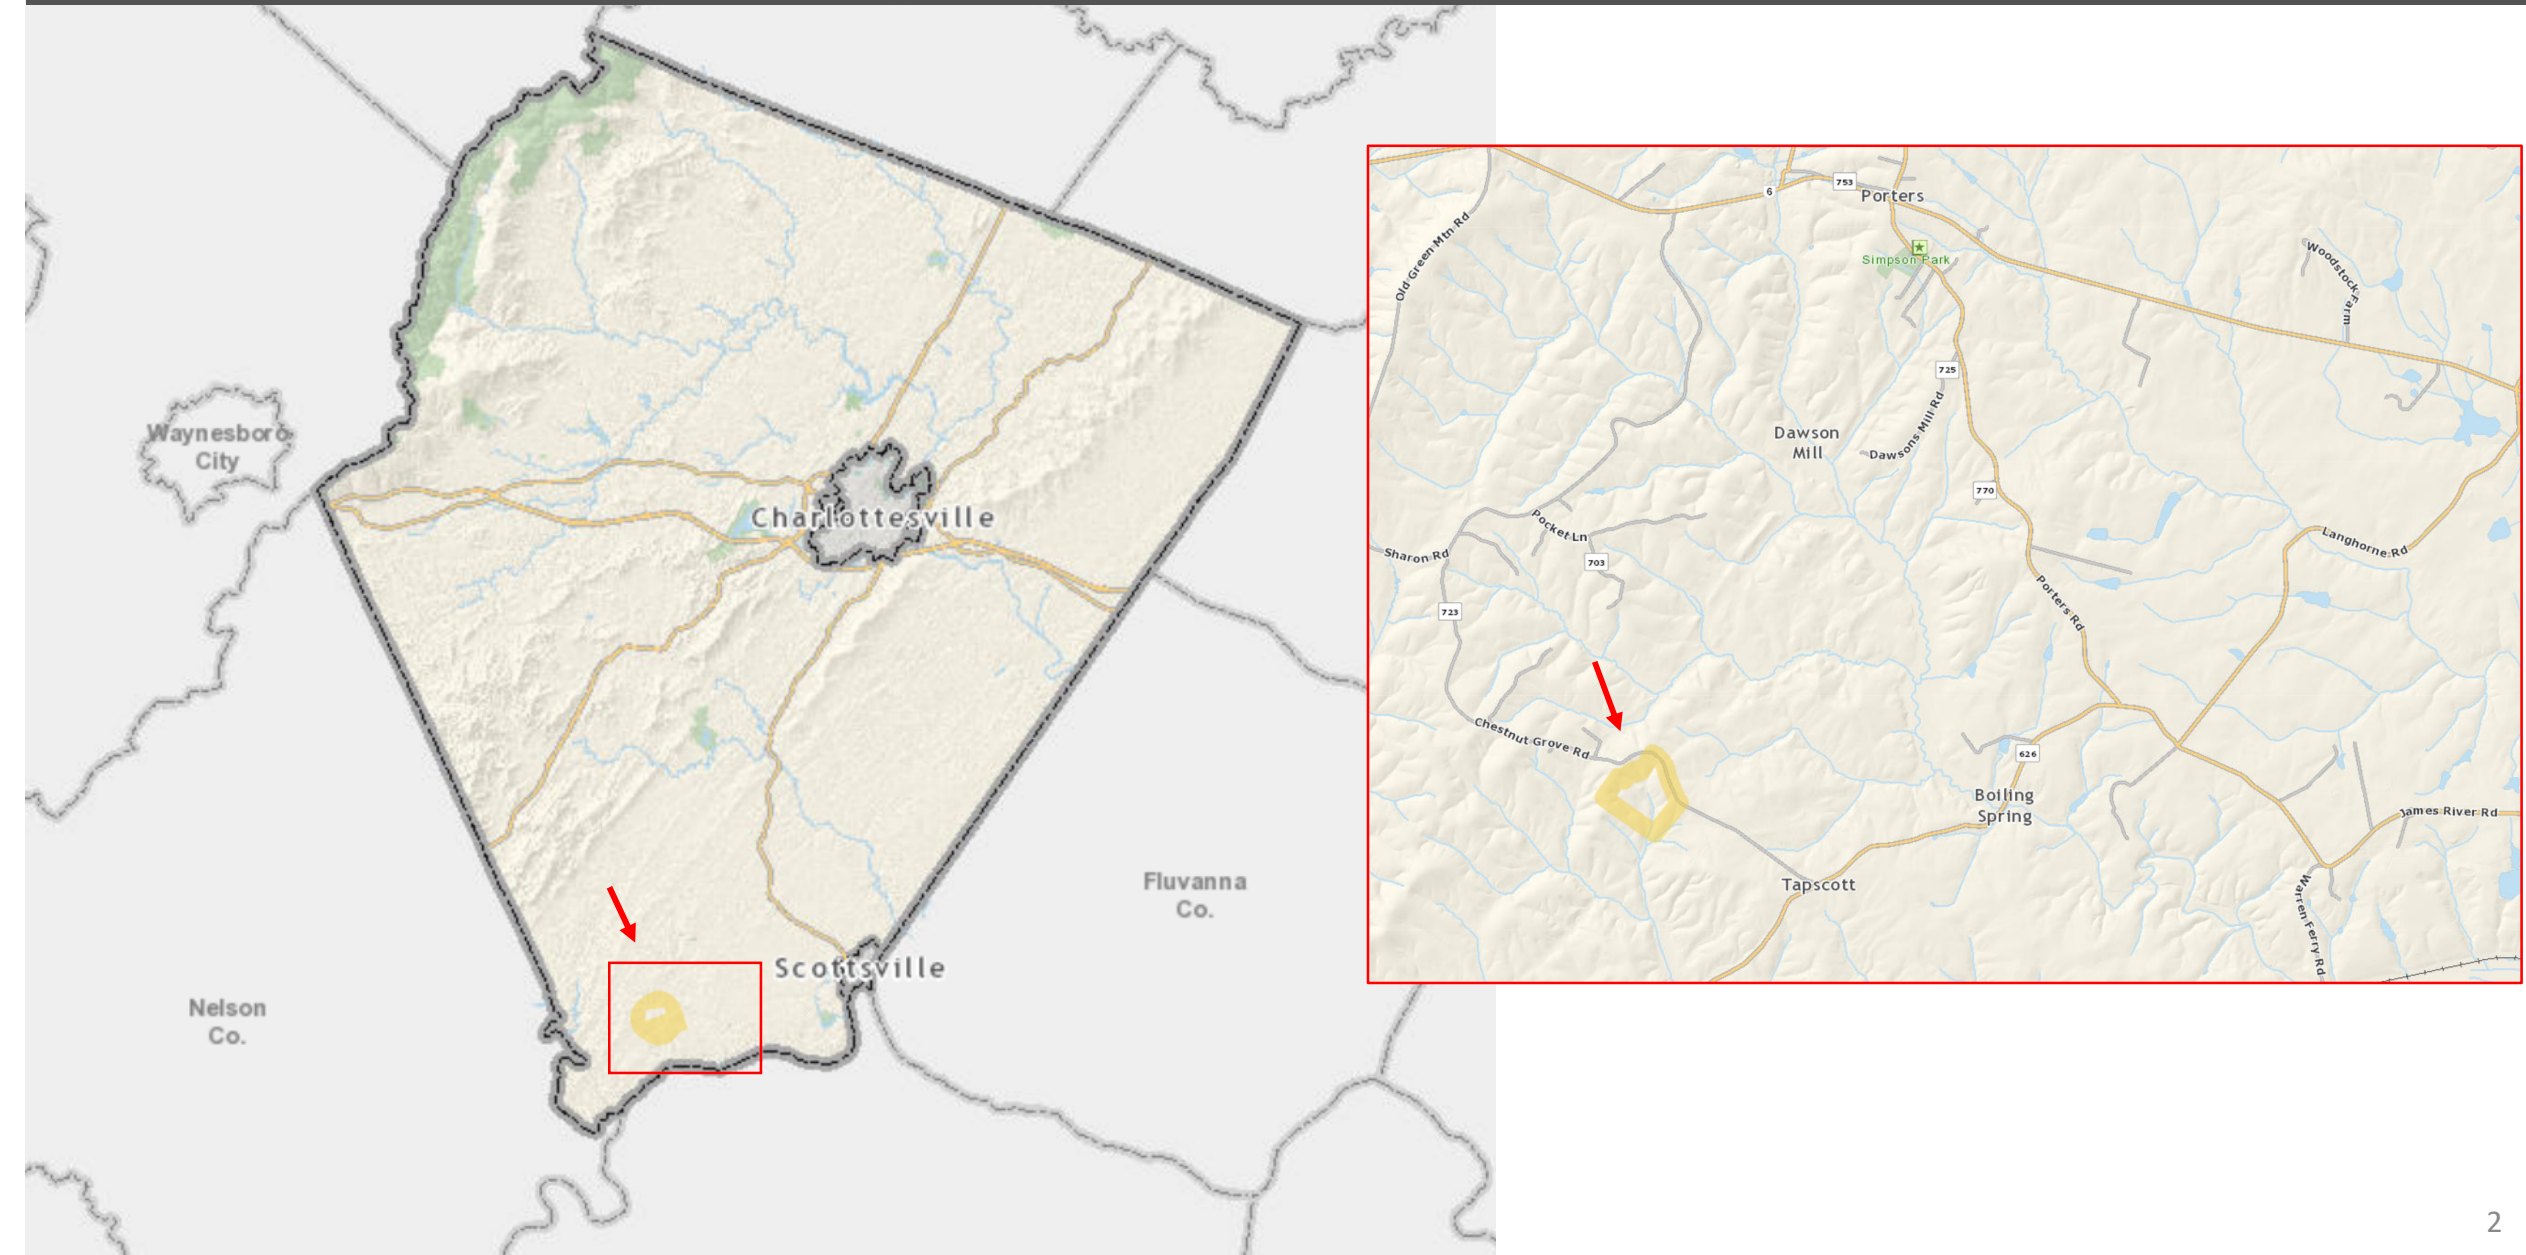 Waynesboro
City
Charlottesville
Fluvanna
Co.
Scottsville
Nelson
Co.
753
6
Porters
Old Green Mtn Rd
Simpson Park
Woodstock Farm
725
Dawson
Mill
Dawsons Mill Rd
770
Pocket Ln
Langhorne Rd
Sharon Rd
703
Porters Rd
723
Chestnut Grove Rd
626
Boiling
Spring
James River Rd
Tapscott
Warren Ferry Rd
2